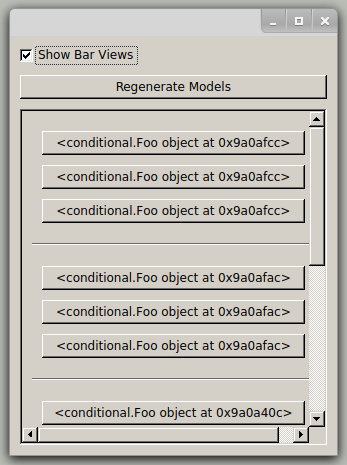 Show Bar Views
Regenerate Models
<conditional.Foo object at 0x9a0afcc>
<conditional.Foo object at 0x9a0afcc>
<conditional.Foo object at 0x9a0afcc>
<conditional.Foo object at 0x9a0afac>
<conditional.Foo object at 0x9a0afac>
<conditional.Foo object at 0x9a0afac>
<conditional.Foo object at 0x9a0a40c>